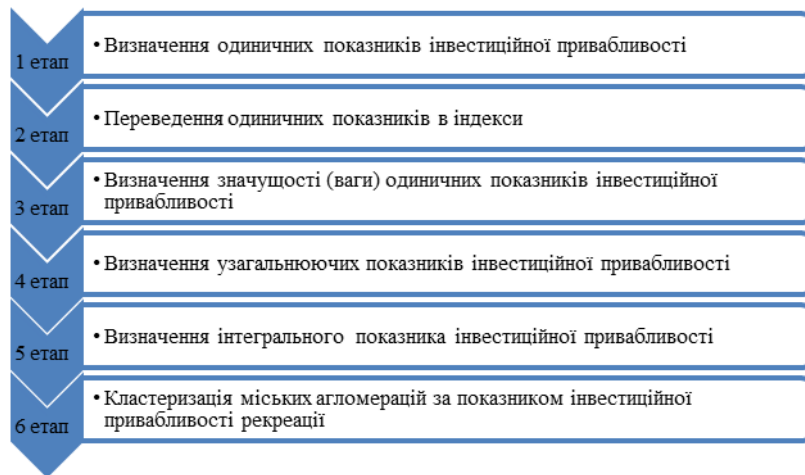 1 етап
• Визначення одиничних показників інвестиційної привабливості
2 етап
• Переведення одиничних показників в індекси
3 етап
• Визначення значущості (ваги) одиничних показників інвестиційної
привабливості
4 етап
• Визначення узагальнюючих показників інвестиційної привабливості
5 етап
• Визначення інтегрального показника інвестиційної привабливості
6 етап
• Кластеризація міських агломерацій за показником інвестиційної
привабливості рекреації